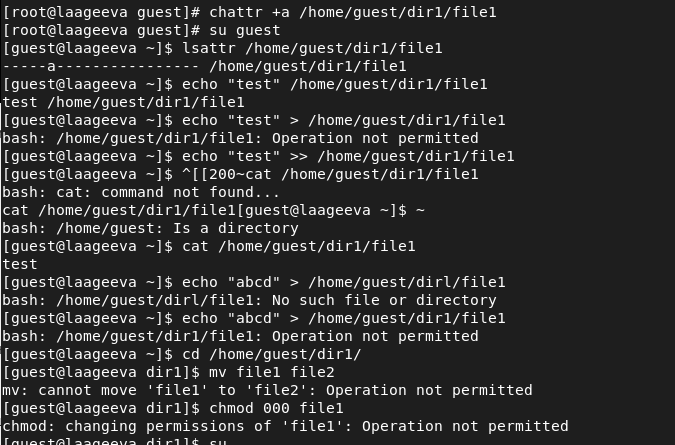 [root@laageeva guest]# chattr +a /home/guest/dir1/file1
[root@laageeva guest]# su guest
[guest@laageeva ~]$ lsattr /home/guest/dir1/file1
-----a---------------- /home/guest/dir1/file1
[guest@laageeva ~]$ echo "test" /home/guest/dir1/file1
test /home/guest/dir1/file1
[guest@laageeva ~]$ echo "test" > /home/guest/dir1/file1
bash: /home/guest/dir1/file1: Operation not permitted
[guest@laageeva ~]$ echo "test" >> /home/guest/dir1/file1
[guest@laageeva ~]$ ^[[200~cat /home/guest/dir1/file1
bash: cat: command not found...
cat /home/guest/dir1/file1[guest@laageeva ~]$ ~
bash: /home/guest: Is a directory
[guest@laageeva ~]$ cat /home/guest/dir1/file1
test
[guest@laageeva ~]$ echo "abcd" > /home/guest/dirl/file1
bash: /home/guest/dirl/file1: No such file or directory
[guest@laageeva ~]$ echo "abcd" > /home/guest/dir1/file1
bash: /home/guest/dir1/file1: Operation not permitted
[guest@laageeva ~]$ cd /home/guest/dir1/
[guest@laageeva dir1]$ mv file1 file2
mv: cannot move 'file1' to 'file2': Operation not permitted
[guest@laageeva dir1]$ chmod 000 file1
chmod: changing permissions of 'file1': Operation not permitted
[guest@laageeva dir1]$ su